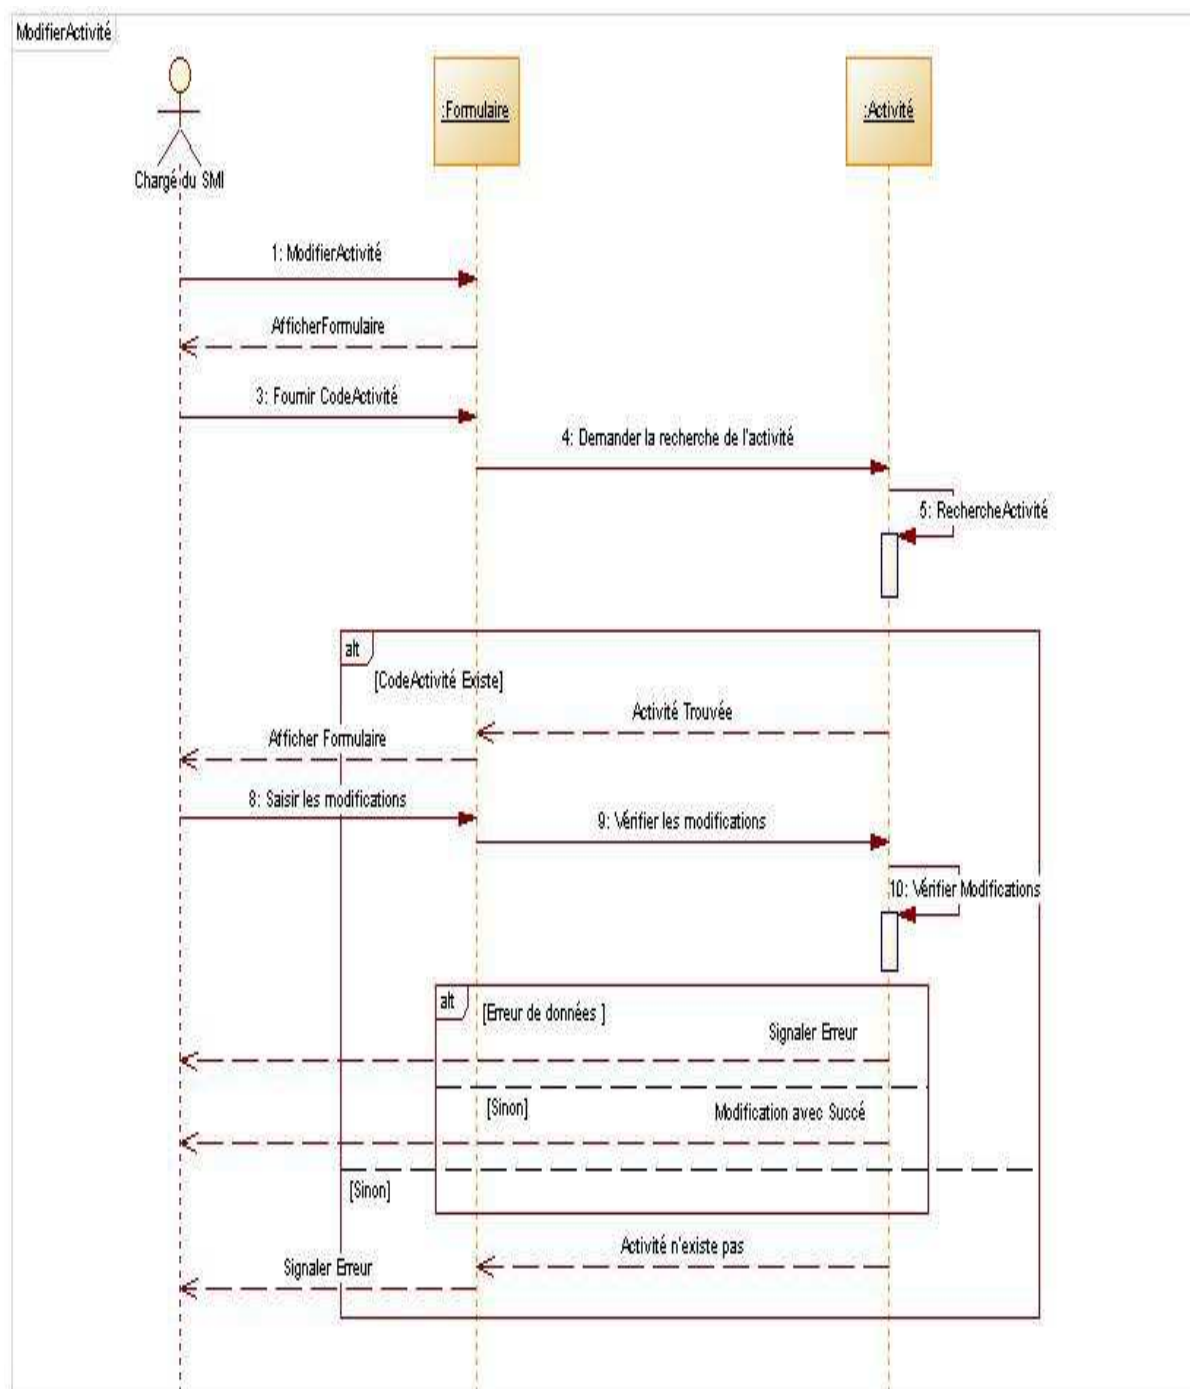 ModifierActivité
:Formulaire
:Activité
Chargé du SMI
1: ModifierActivité
AfficherFormulaire
3: Fournir CodeActivité
4: Demander la recherche de l'activité
5: RechercheActivité
alt
[CodeActivité Existe]
Activité Trouvée
Afficher Formulaire
8: Saisir les modifications
9: Vérifier les modifications
10: Vérifier Modifications
alt
[Erreur de données ]
Signaler Erreur
[Sinon]
Modification avec Succé
[Sinon]
Activité n'existe pas
Signaler Erreur